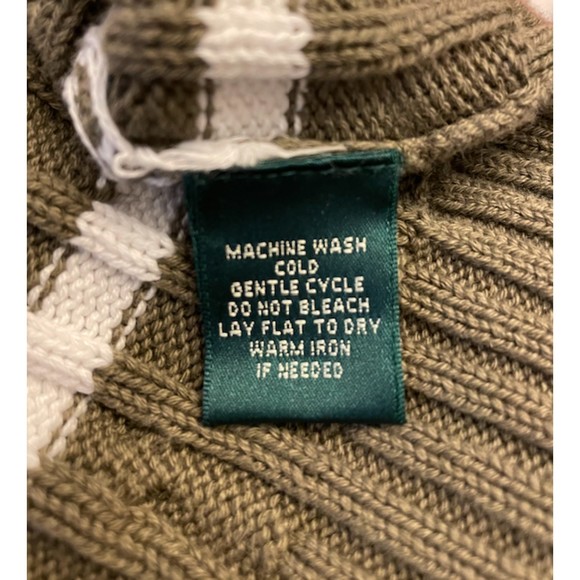 MACHINE WASH
COLD
GENTLE CYCLE
DO NOT BLEACH
LAY FLAT TO DRY
WARM IRON
IF NEEDED